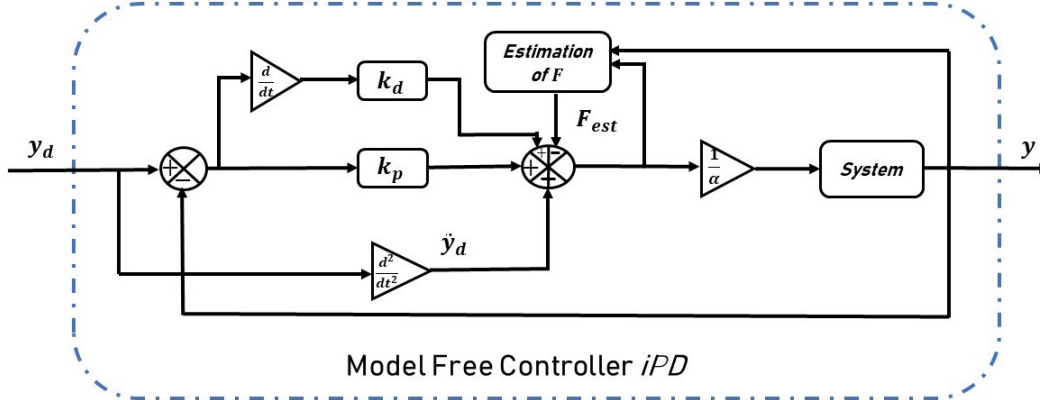 Estimation
of F
d
dt
k_d
F_est
y_d
+
−
k_p
+
+
−
−
1
α
System
y
ÿ_d
d²
dt²
Model Free Controller iPD